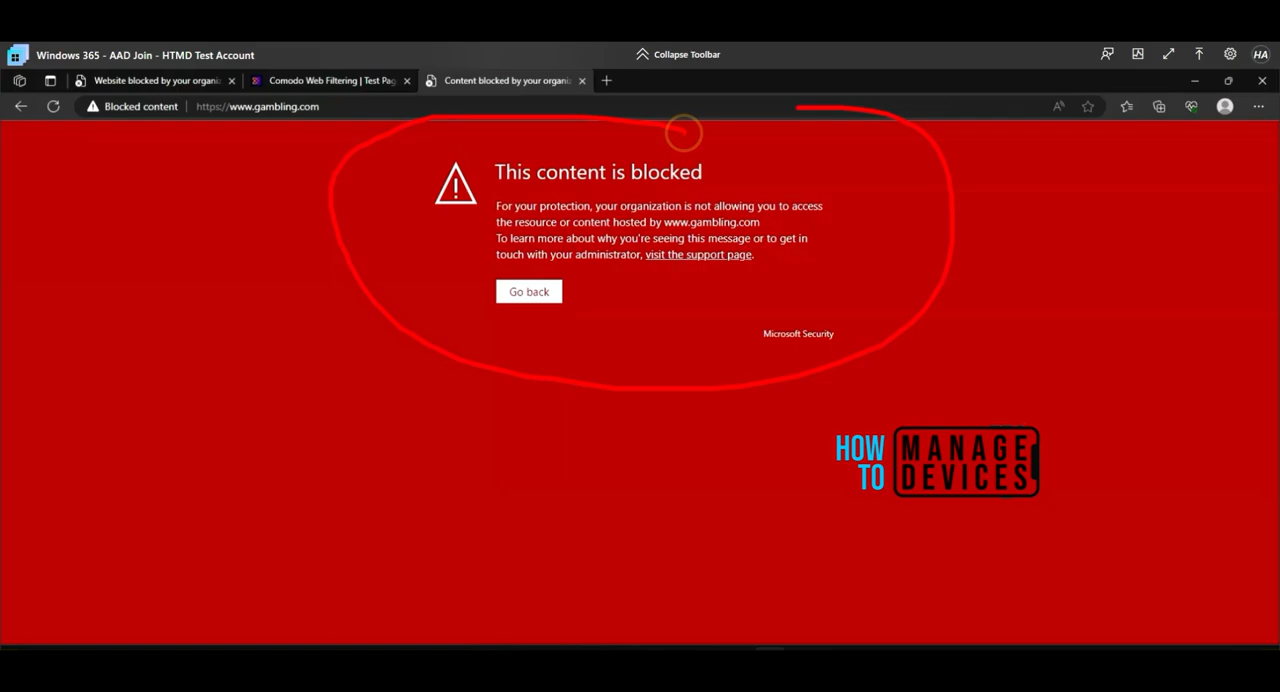 Windows 365 - AAD Join - HTMD Test Account
Collapse Toolbar
HA
Website blocked by your organi
Comodo Web Filtering | Test Pag
Content blocked by your organi
Blocked content
https://www.gambling.com
This content is blocked
For your protection, your organization is not allowing you to access
the resource or content hosted by www.gambling.com
To learn more about why you're seeing this message or to get in
touch with your administrator, visit the support page.
Go back
Microsoft Security
HOW TO
MANAGE
DEVICES